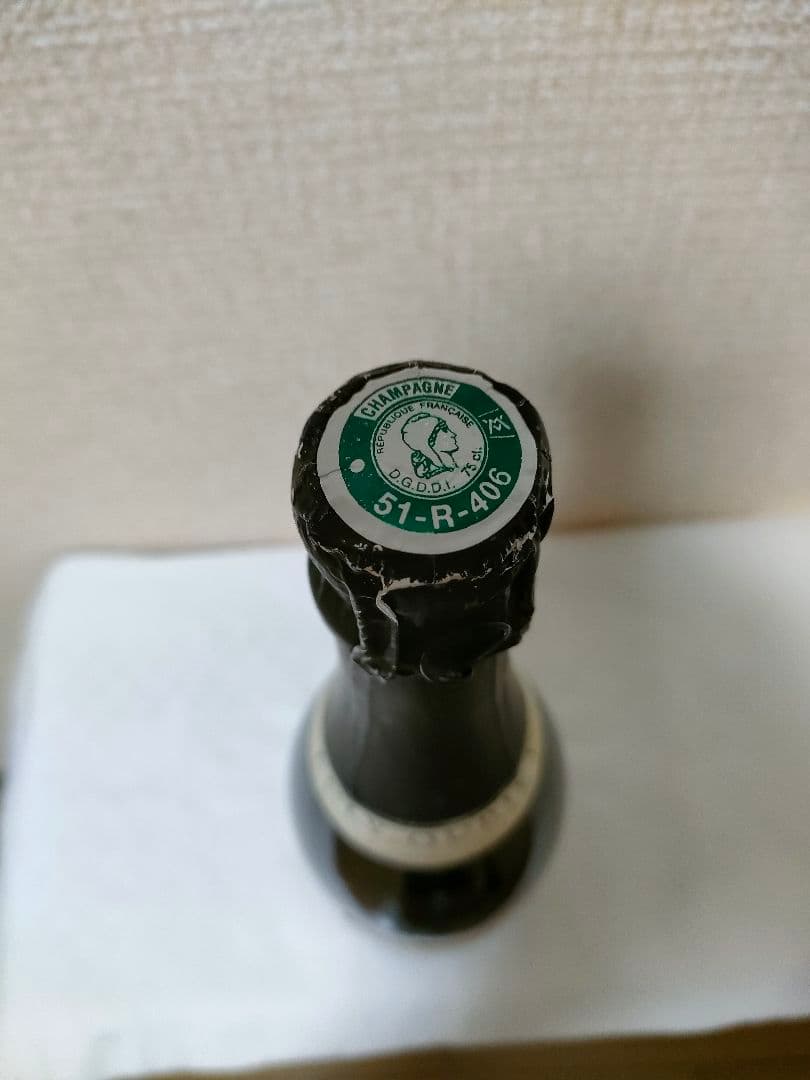 CHAMPAGNE
RÉPUBLIQUE FRANÇAISE
D.G.D.D.I. 75 cl.
51-R-406